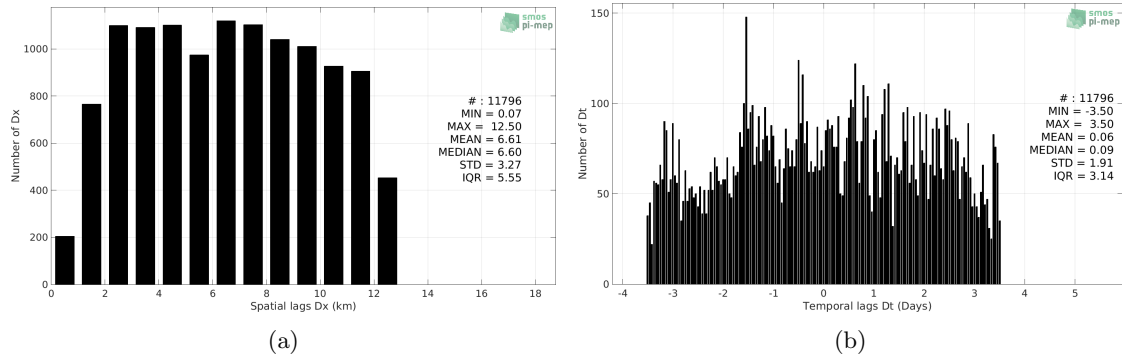 smos
pi-mep
1000
800
600
400
200
0
Number of Dx
# : 11796
MIN = 0.07
MAX = 12.50
MEAN = 6.61
MEDIAN = 6.60
STD = 3.27
IQR = 5.55
0 2 4 6 8 10 12 14 16 18
Spatial lags Dx (km)
(a)
smos
pi-mep
150
100
50
0
Number of Dt
# : 11796
MIN = -3.50
MAX = 3.50
MEAN = 0.06
MEDIAN = 0.09
STD = 1.91
IQR = 3.14
-4 -3 -2 -1 0 1 2 3 4 5
Temporal lags Dt (Days)
(b)